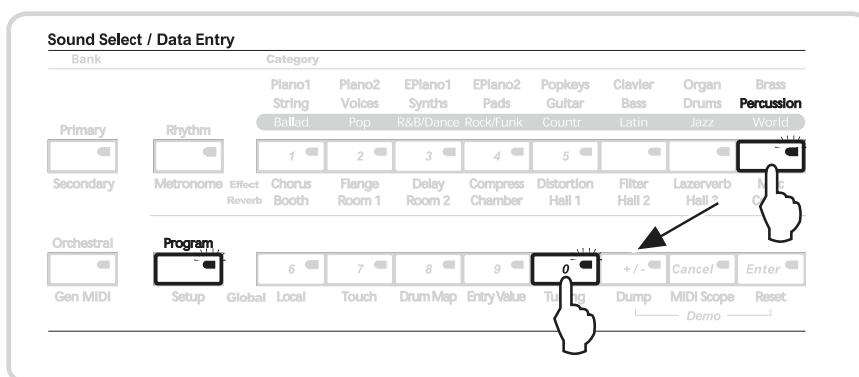 Sound Select / Data Entry
Bank Category
Piano1 Piano2 EPiano1 EPiano2 Popkeys Clavier Organ Brass
String Voices Synths Pads Guitar Bass Drums Percussion
Primary Rhythm Ballad Pop R&B/Dance Rock/Funk Countr Latin Jazz World
1 2 3 4 5
Secondary Metronome Effect Chorus Flange Delay Compress Distortion Filter Lazerverb
Reverb Booth Room 1 Room 2 Chamber Hall 1 Hall 2 Hall
Orchestral Program
6 7 8 9 0 +/- Cancel Enter
Gen MIDI Setup Global Local Touch Drum Map Entry Value Dump MIDI Scope Reset
Demo